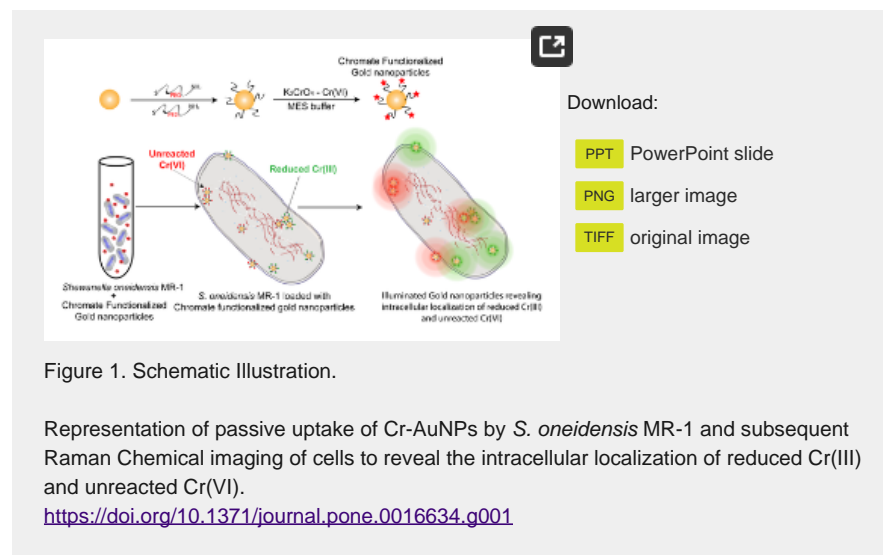 Chromate Functionalized
Gold nanoparticles
K₂CrO₄ - Cr(VI)
MES buffer
Unreacted
Cr(VI)
Reduced Cr(III)
Shewanella oneidensis MR-1
+
Chromate Functionalized
Gold nanoparticles
S. oneidensis MR-1 loaded with
Chromate functionalized gold nanoparticles
Illuminated Gold nanoparticles revealing
intracellular localization of reduced Cr(III)
and unreacted Cr(VI)
Download:
PPT PowerPoint slide
PNG larger image
TIFF original image
Figure 1. Schematic Illustration.
Representation of passive uptake of Cr-AuNPs by S. oneidensis MR-1 and subsequent
Raman Chemical imaging of cells to reveal the intracellular localization of reduced Cr(III)
and unreacted Cr(VI).
https://doi.org/10.1371/journal.pone.0016634.g001